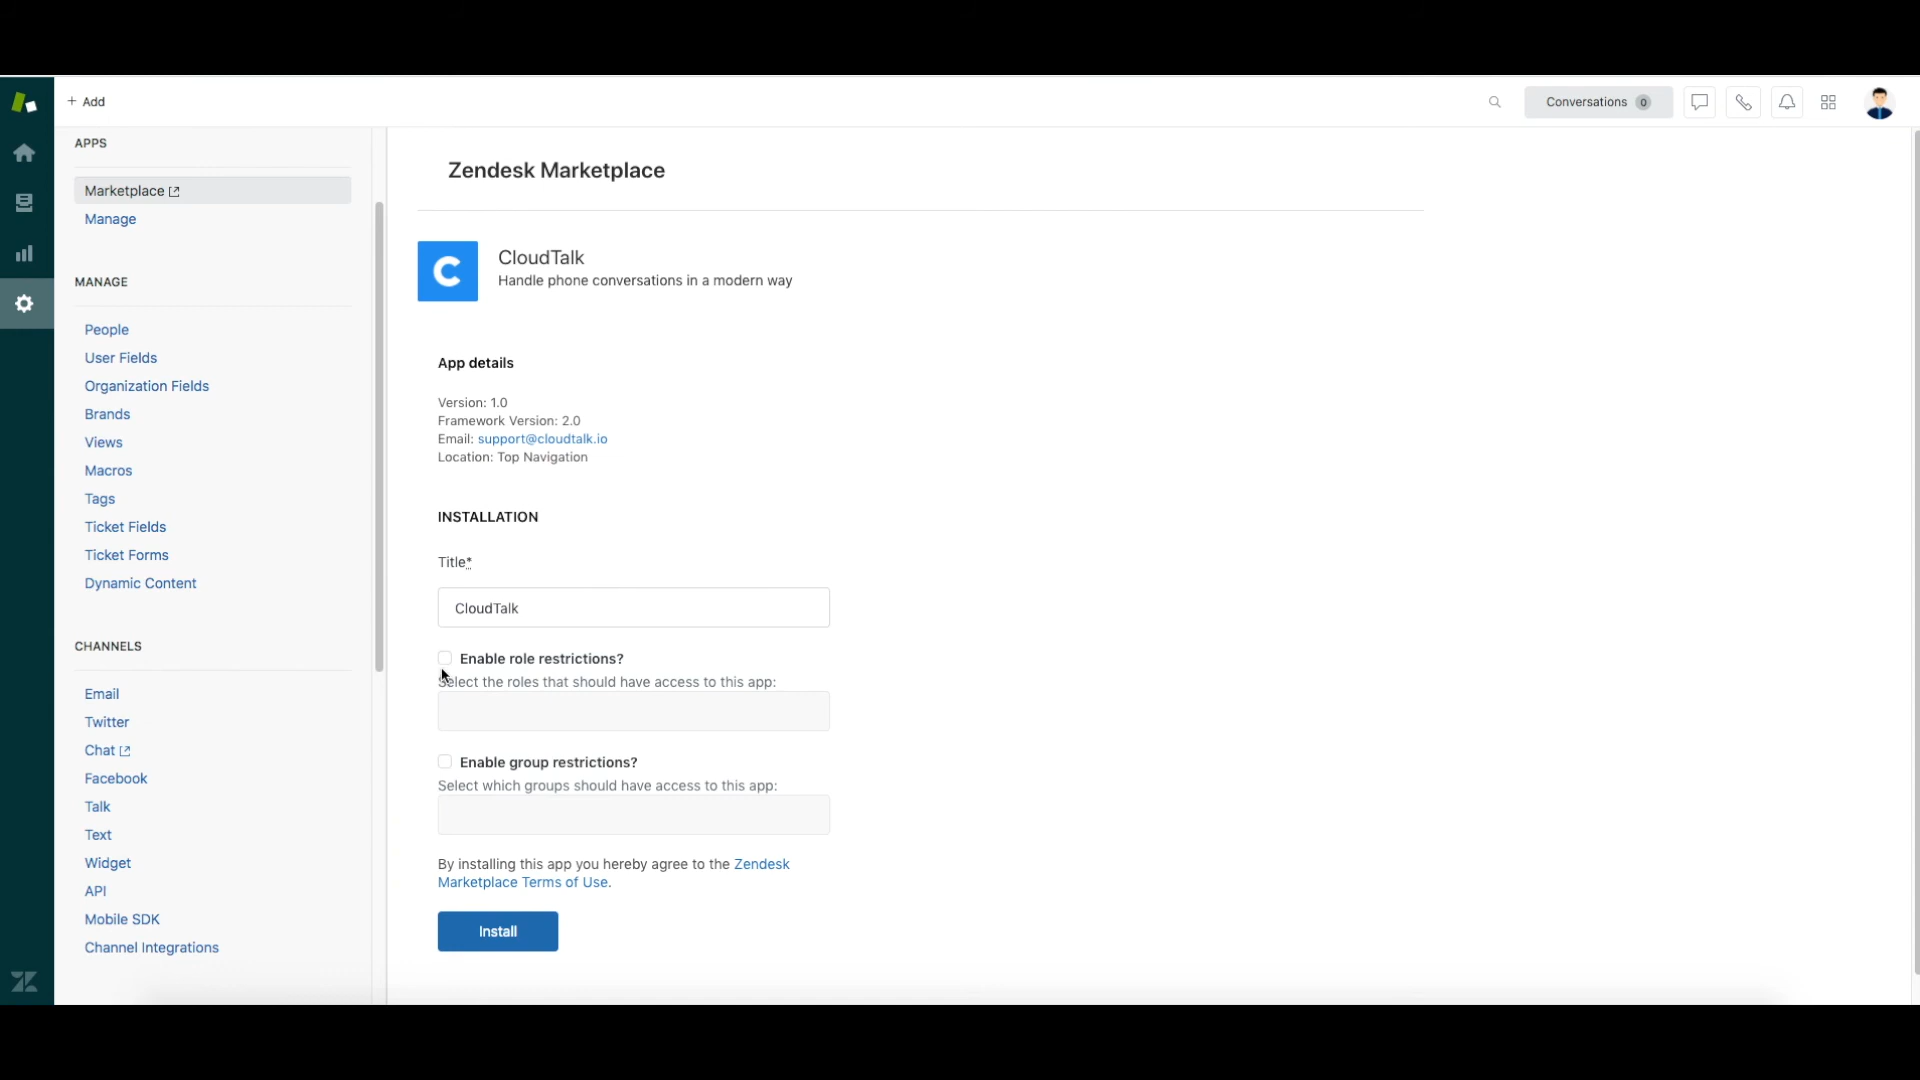 + Add
Conversations 0
APPS
Marketplace
Manage
MANAGE
People
User Fields
Organization Fields
Brands
Views
Macros
Tags
Ticket Fields
Ticket Forms
Dynamic Content
CHANNELS
Email
Twitter
Chat
Facebook
Talk
Text
Widget
API
Mobile SDK
Channel Integrations
Zendesk Marketplace
C
CloudTalk
Handle phone conversations in a modern way
App details
Version: 1.0
Framework Version: 2.0
Email: support@cloudtalk.io
Location: Top Navigation
INSTALLATION
Title*
CloudTalk
Enable role restrictions?
Select the roles that should have access to this app:
Enable group restrictions?
Select which groups should have access to this app:
By installing this app you hereby agree to the Zendesk
Marketplace Terms of Use.
Install